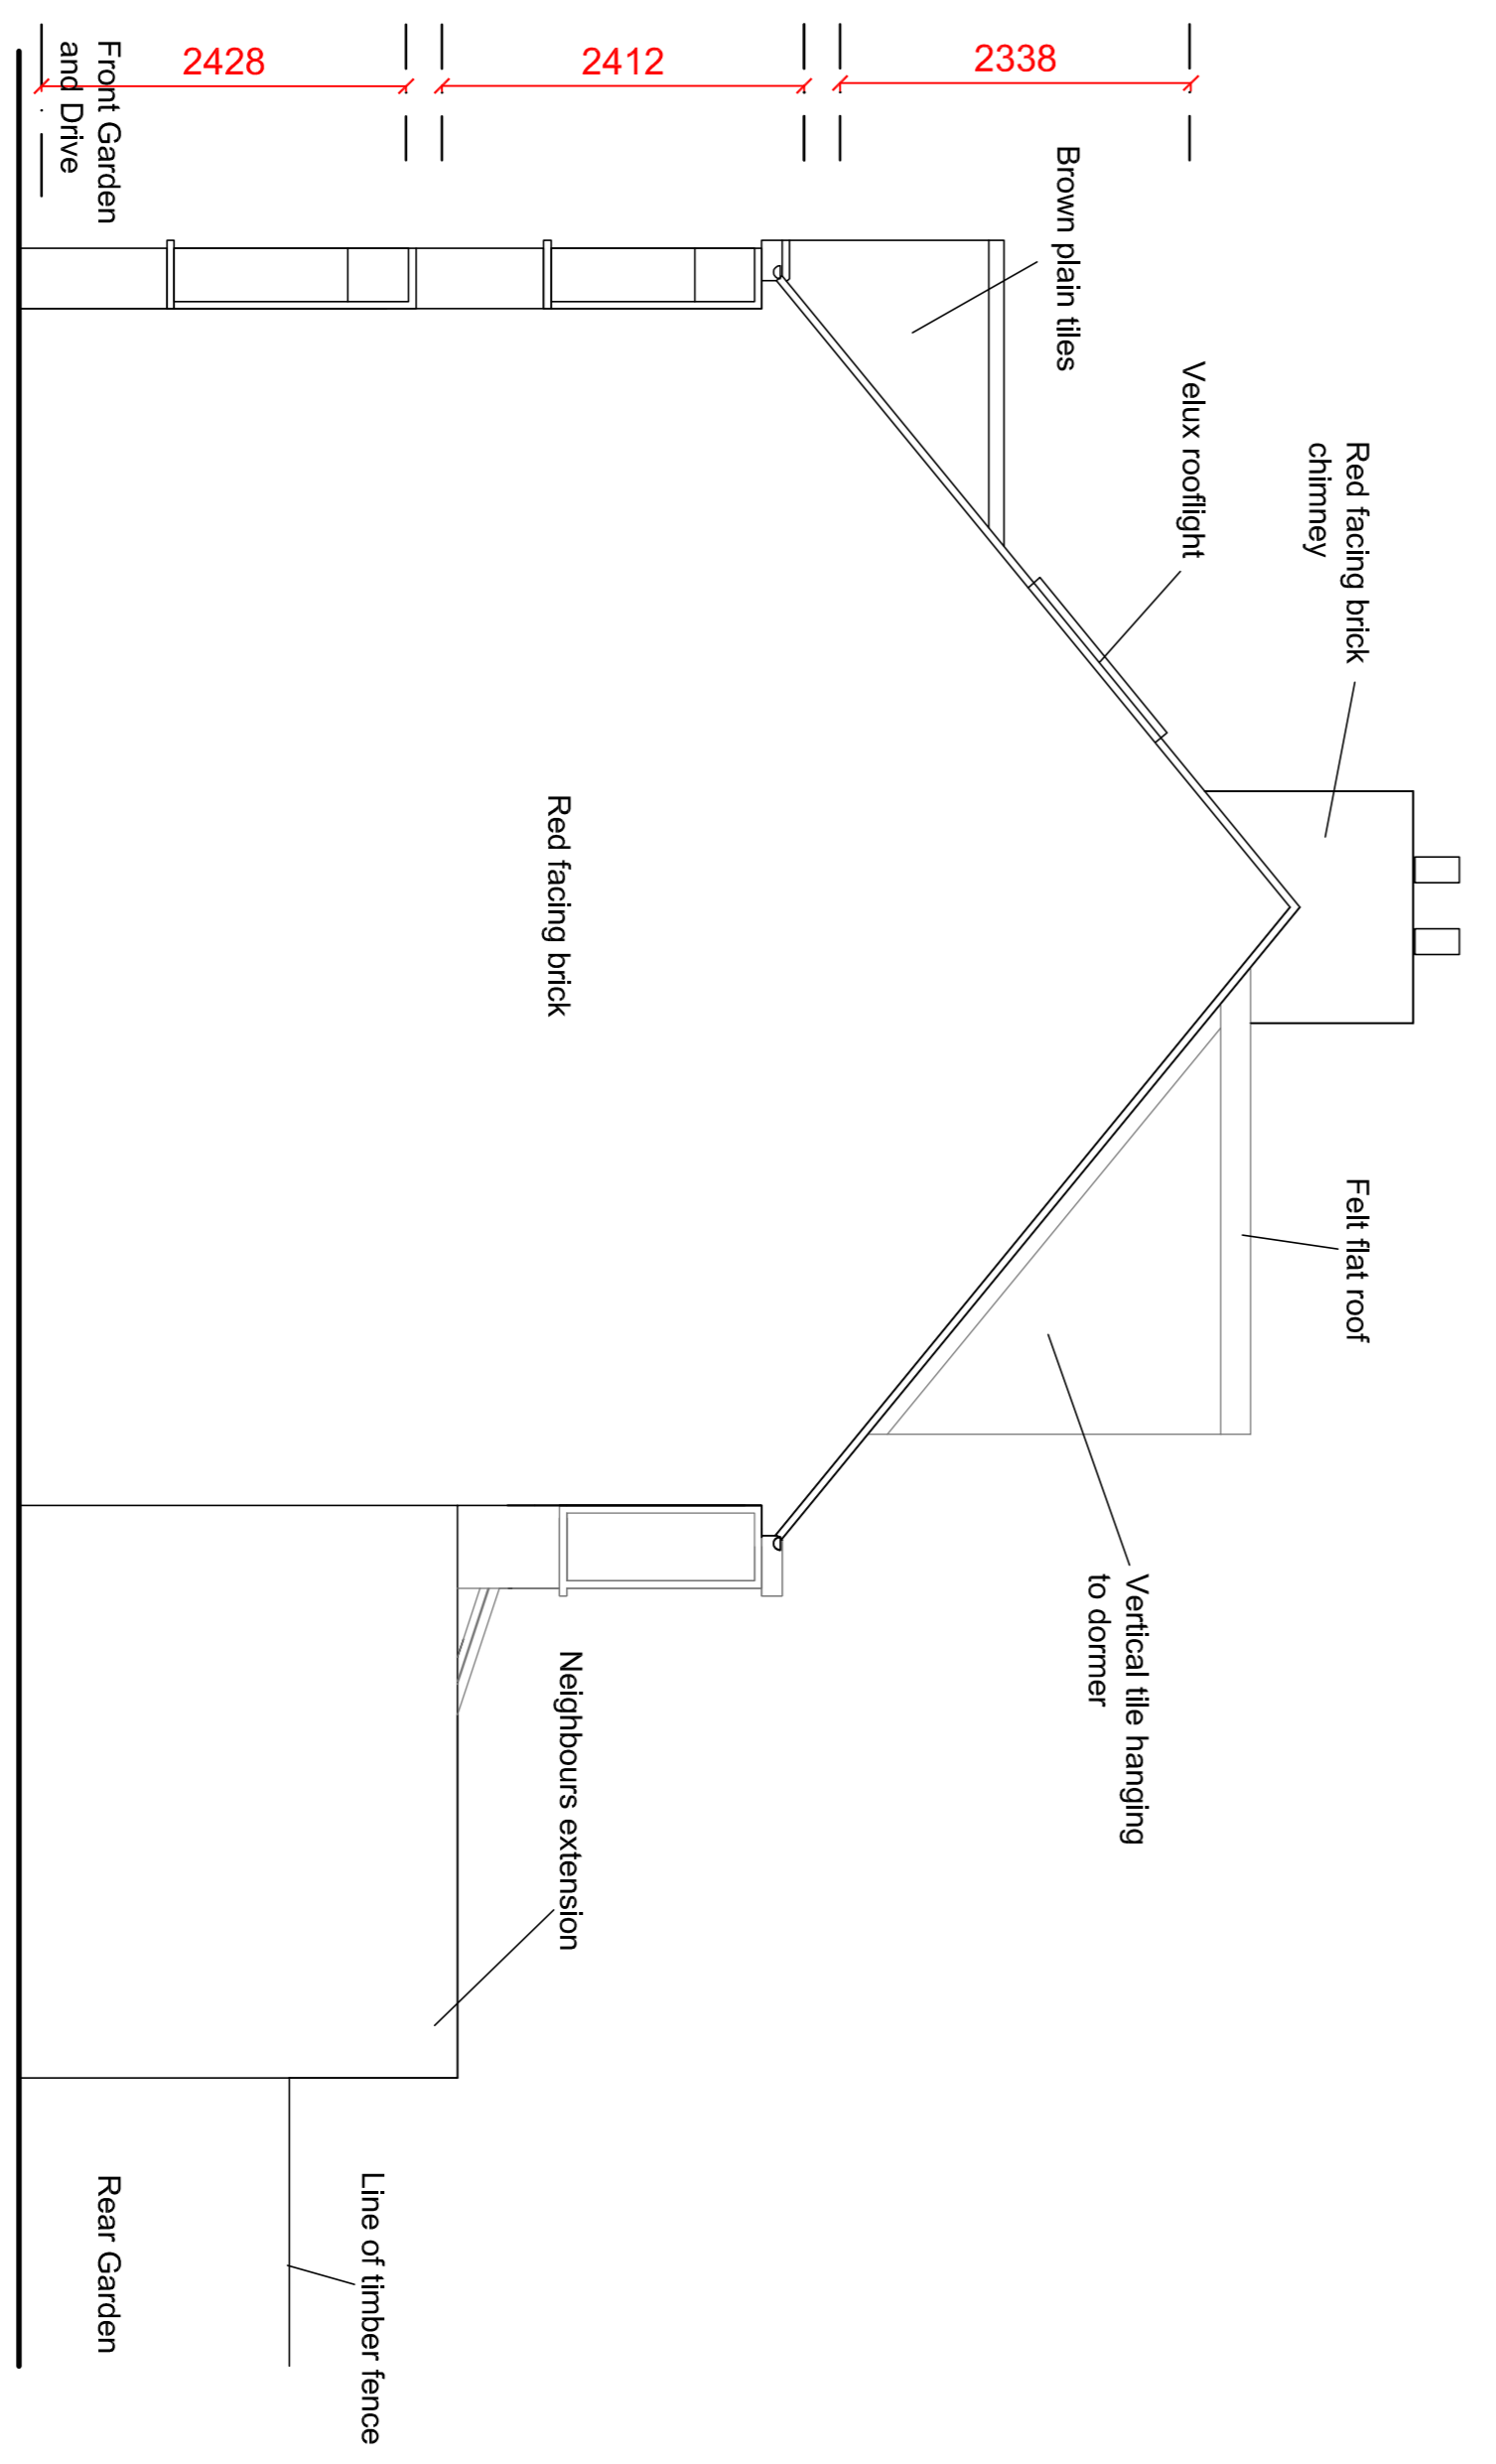 Red facing brick
chimney
Felt flat roof
Velux rooflight
Vertical tile hanging
to dormer
Brown plain tiles
2338
2412
2428
Red facing brick
Neighbours extension
Line of timber fence
Front Garden
and Drive
Rear Garden